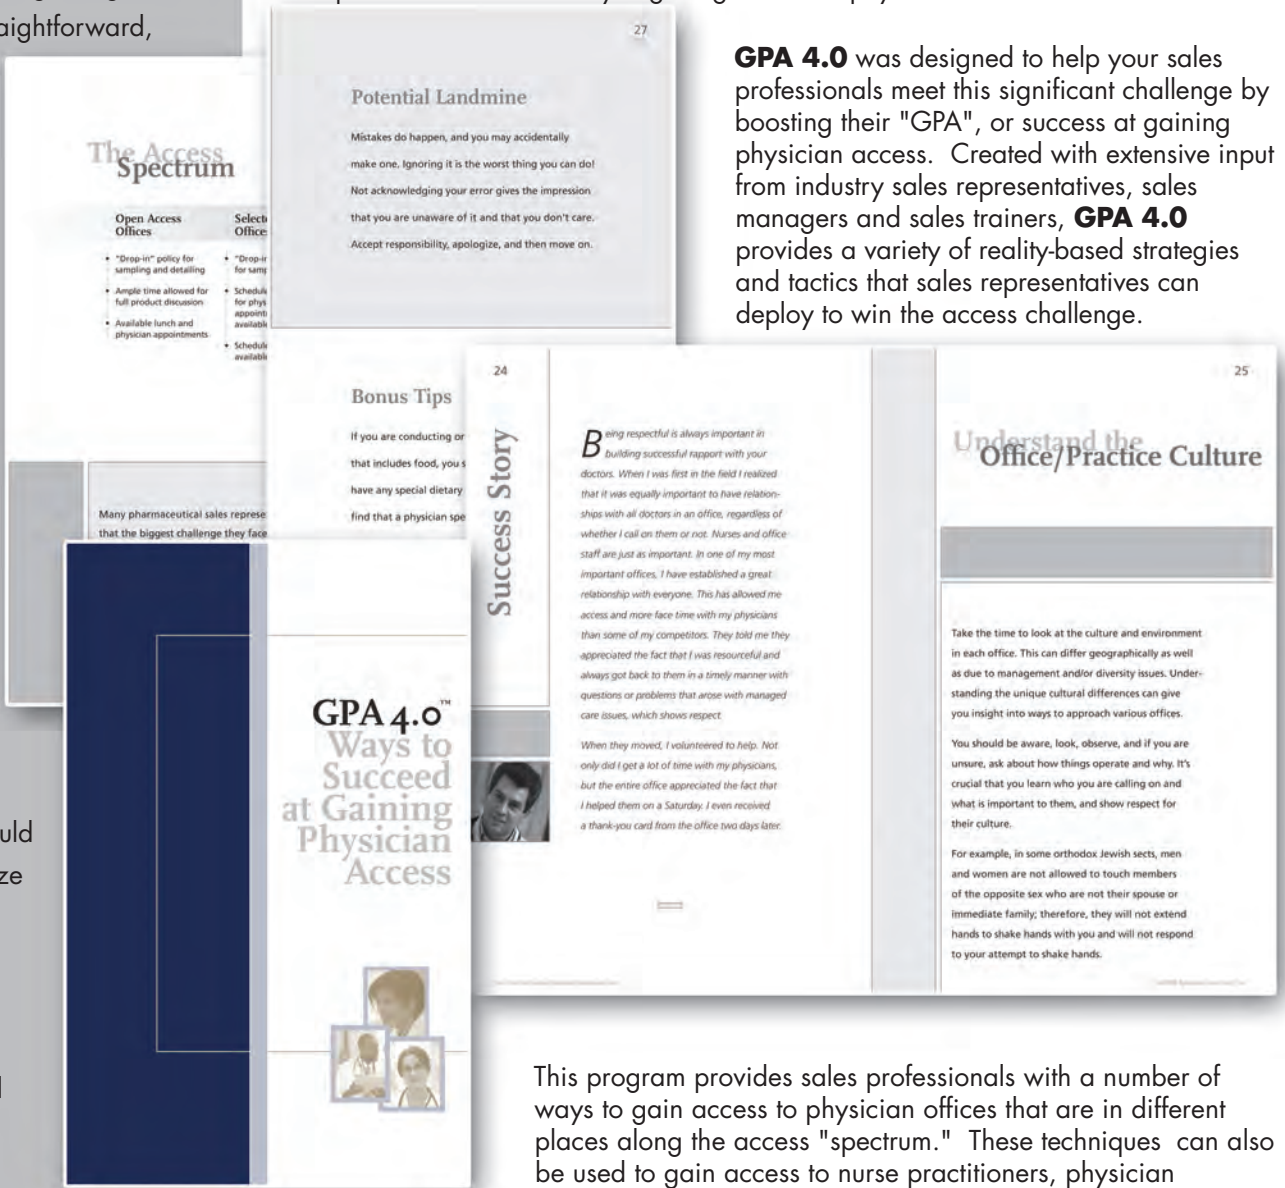 aightforward,
27
Potential Landmine
Mistakes do happen, and you may accidentally
make one. Ignoring it is the worst thing you can do!
Not acknowledging your error gives the impression
that you are unaware of it and that you don't care.
Accept responsibility, apologize, and then move on.
GPA 4.0 was designed to help your sales
professionals meet this significant challenge by
boosting their "GPA", or success at gaining
physician access. Created with extensive input
from industry sales representatives, sales
managers and sales trainers, GPA 4.0
provides a variety of reality-based strategies
and tactics that sales representatives can
deploy to win the access challenge.
The Access
Spectrum
Open Access
Offices
• "Drop-in" policy for
sampling and detailing
• Ample time allowed for
full product discussion
• Available lunch and
physician appointments
Selecti
Office
• "Drop-in
for samp
• Schedule
for phys
appointm
available
• Schedule
available
Many pharmaceutical sales represe
that the biggest challenge they face
Bonus Tips
If you are conducting or
that includes food, you s
have any special dietary
find that a physician spe
24
Success Story
Being respectful is always important in
building successful rapport with your
doctors. When I was first in the field I realized
that it was equally important to have relation-
ships with all doctors in an office, regardless of
whether I call on them or not. Nurses and office
staff are just as important. In one of my most
important offices, I have established a great
relationship with everyone. This has allowed me
access and more face time with my physicians
than some of my competitors. They told me they
appreciated the fact that I was resourceful and
always got back to them in a timely manner with
questions or problems that arose with managed
care issues, which shows respect.
When they moved, I volunteered to help. Not
only did I get a lot of time with my physicians,
but the entire office appreciated the fact that
I helped them on a Saturday. I even received
a thank-you card from the office two days later.
25
Understand the
Office/Practice Culture
Take the time to look at the culture and environment
in each office. This can differ geographically as well
as due to management and/or diversity issues. Under-
standing the unique cultural differences can give
you insight into ways to approach various offices.
You should be aware, look, observe, and if you are
unsure, ask about how things operate and why. It's
crucial that you learn who you are calling on and
what is important to them, and show respect for
their culture.
For example, in some orthodox Jewish sects, men
and women are not allowed to touch members
of the opposite sex who are not their spouse or
immediate family; therefore, they will not extend
hands to shake hands with you and will not respond
to your attempt to shake hands.
GPA 4.0™
Ways to
Succeed
at Gaining
Physician
Access
uld
ze
This program provides sales professionals with a number of
ways to gain access to physician offices that are in different
places along the access "spectrum." These techniques can also
be used to gain access to nurse practitioners, physician